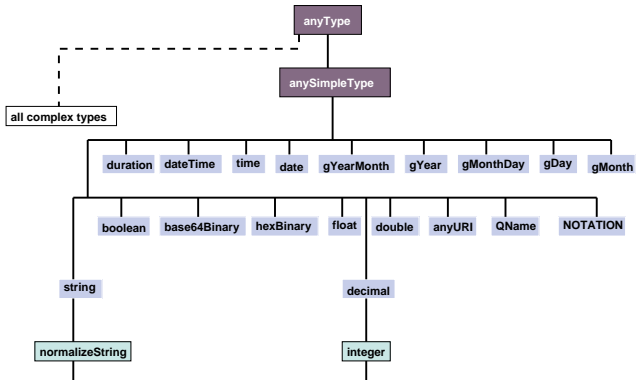 anyType
anySimpleType
all complex types
duration dateTime time date gYearMonth gYear gMonthDay gDay gMonth
boolean base64Binary hexBinary float double anyURI QName NOTATION
string decimal
normalizeString integer